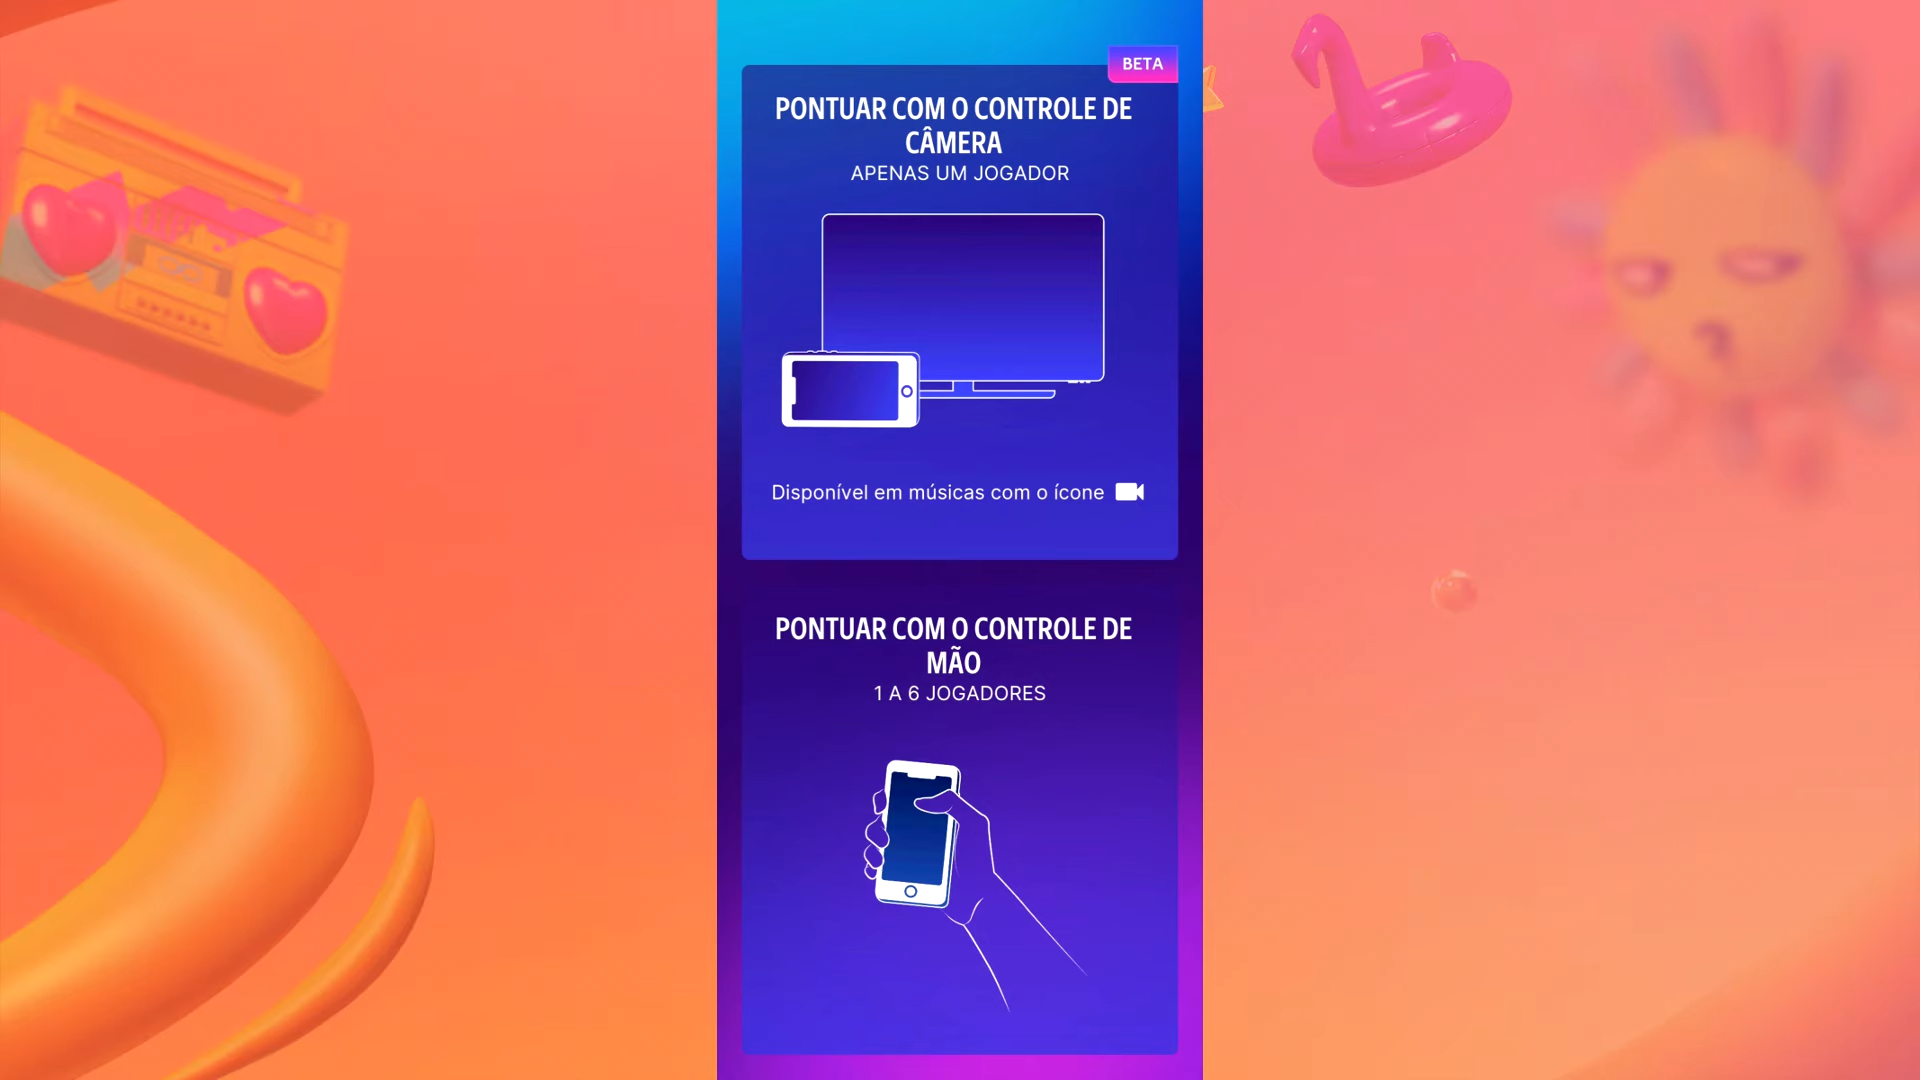 BETA
PONTUAR COM O CONTROLE DE
CÂMERA
APENAS UM JOGADOR
Disponível em músicas com o ícone
PONTUAR COM O CONTROLE DE
MÃO
1 A 6 JOGADORES